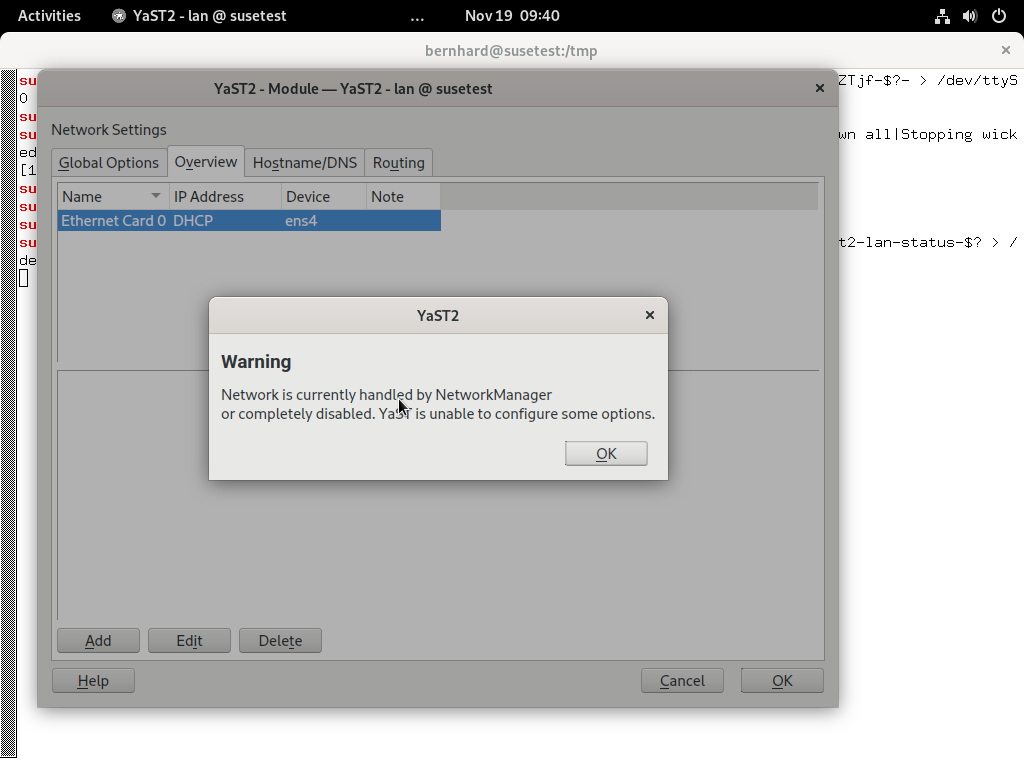 Activities YaST2 - lan @ susetest ... Nov 19 09:40
bernhard@susetest:/tmp
su ZTjf-$?- > /dev/ttyS
0
YaST2 - Module — YaST2 - lan @ susetest
su
Network Settings
su wn all|Stopping wick
ed
Global Options Overview Hostname/DNS Routing
[1
su
Name IP Address Device Note
su
Ethernet Card 0 DHCP ens4
su
su t2-lan-status-$? > /
de
YaST2
Warning
Network is currently handled by NetworkManager
or completely disabled. YaST is unable to configure some options.
OK
Add Edit Delete
Help Cancel OK